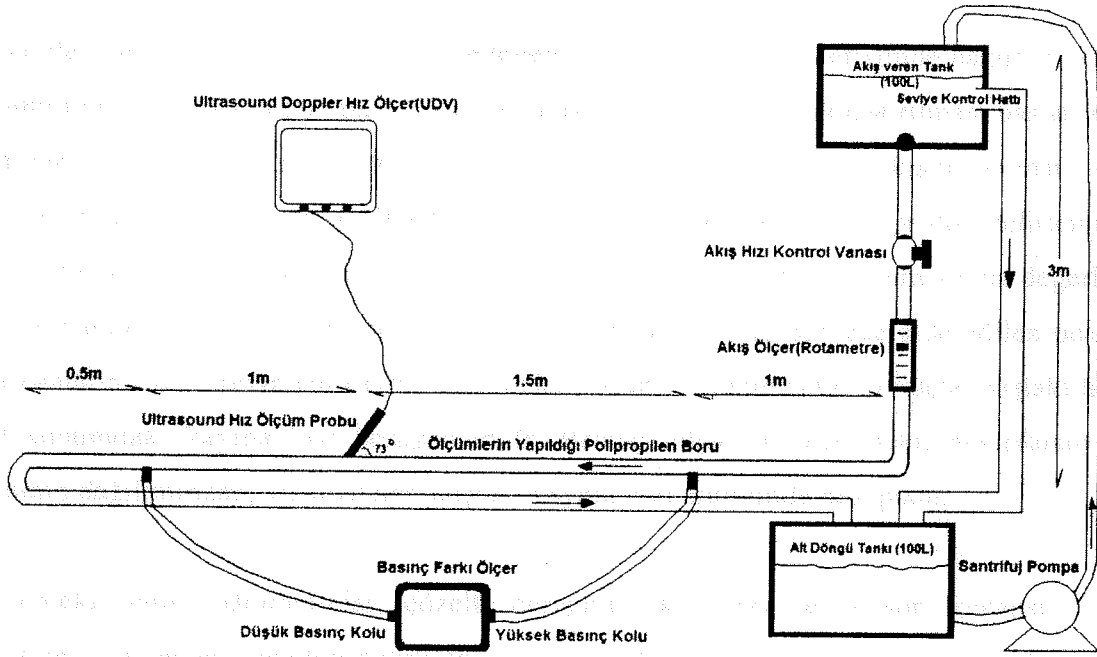 Akış veren Tank
(100L)
Seviye Kontrol Hattı
Ultrasound Doppler Hız Ölçer(UDV)
Akış Hızı Kontrol Vanası
3m
Akış Ölçer(Rotametre)
0.5m
1m
1.5m
1m
Ultrasound Hız Ölçüm Probu
73°
Ölçümlerin Yapıldığı Polipropilen Boru
Alt Döngü Tankı (100L)
Santrifuj Pompa
Basınç Farkı Ölçer
Düşük Basınç Kolu
Yüksek Basınç Kolu